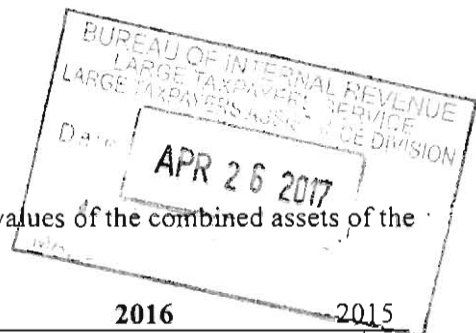 BUREAU OF INTERNAL REVENUE
LARGE TAXPAYERS SERVICE
LARGE TAXPAYERS DIVISION
Date
APR 26 2017
values of the combined assets of the
2016 2015